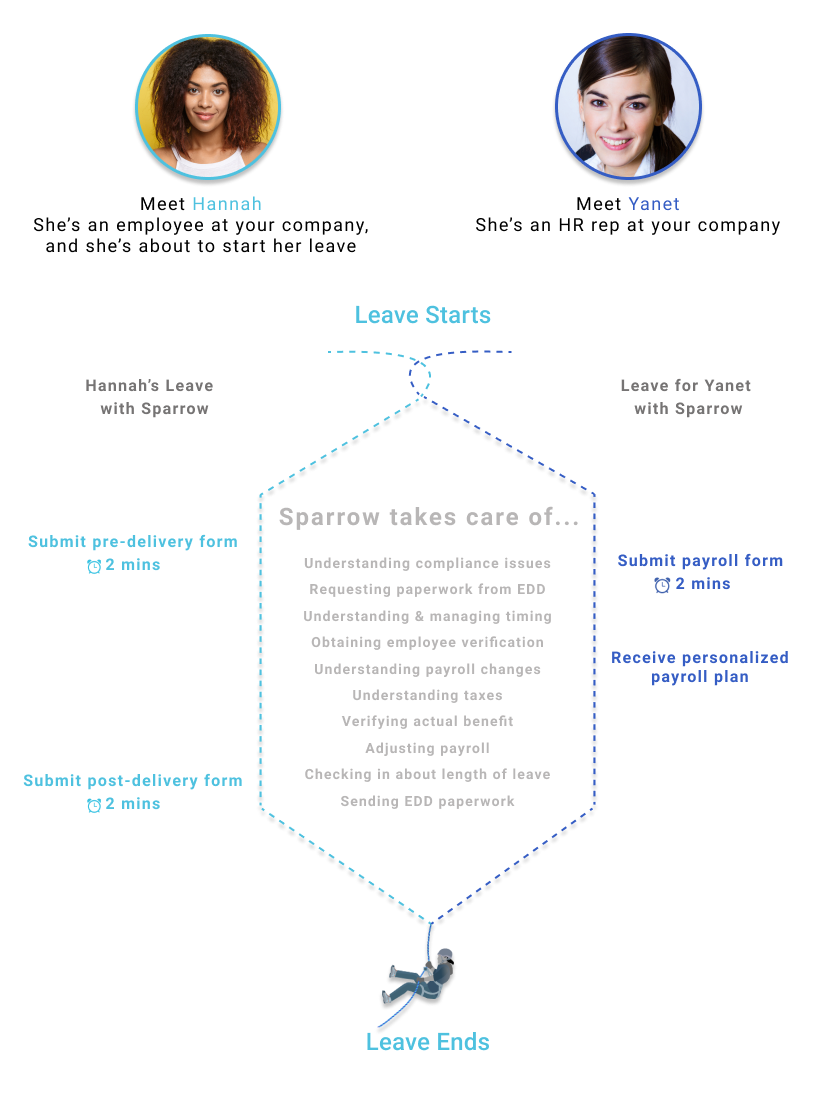 Meet Hannah
She's an employee at your company,
and she's about to start her leave
Meet Yanet
She's an HR rep at your company
Leave Starts
Hannah's Leave
with Sparrow
Leave for Yanet
with Sparrow
Sparrow takes care of...
Submit pre-delivery form
2 mins
Understanding compliance issues
Requesting paperwork from EDD
Understanding & managing timing
Obtaining employee verification
Understanding payroll changes
Understanding taxes
Verifying actual benefit
Adjusting payroll
Checking in about length of leave
Sending EDD paperwork
Submit payroll form
2 mins
Receive personalized
payroll plan
Submit post-delivery form
2 mins
Leave Ends